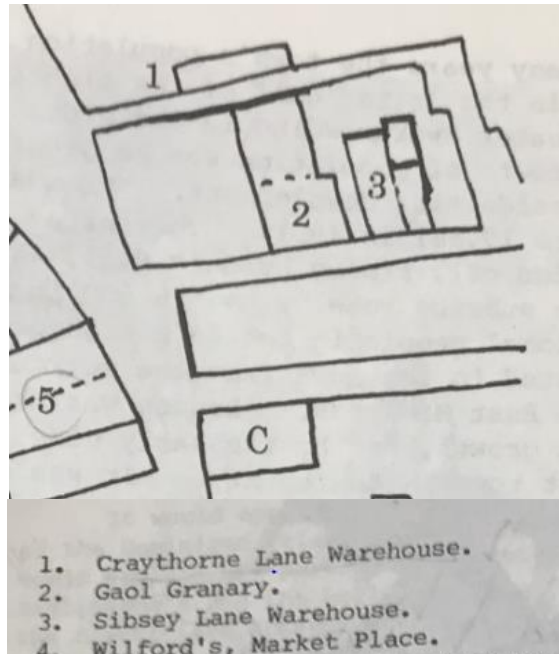 1
2
3
5
C
1. Craythorne Lane Warehouse.
2. Gaol Granary.
3. Sibsey Lane Warehouse.
4. Wilford's, Market Place.